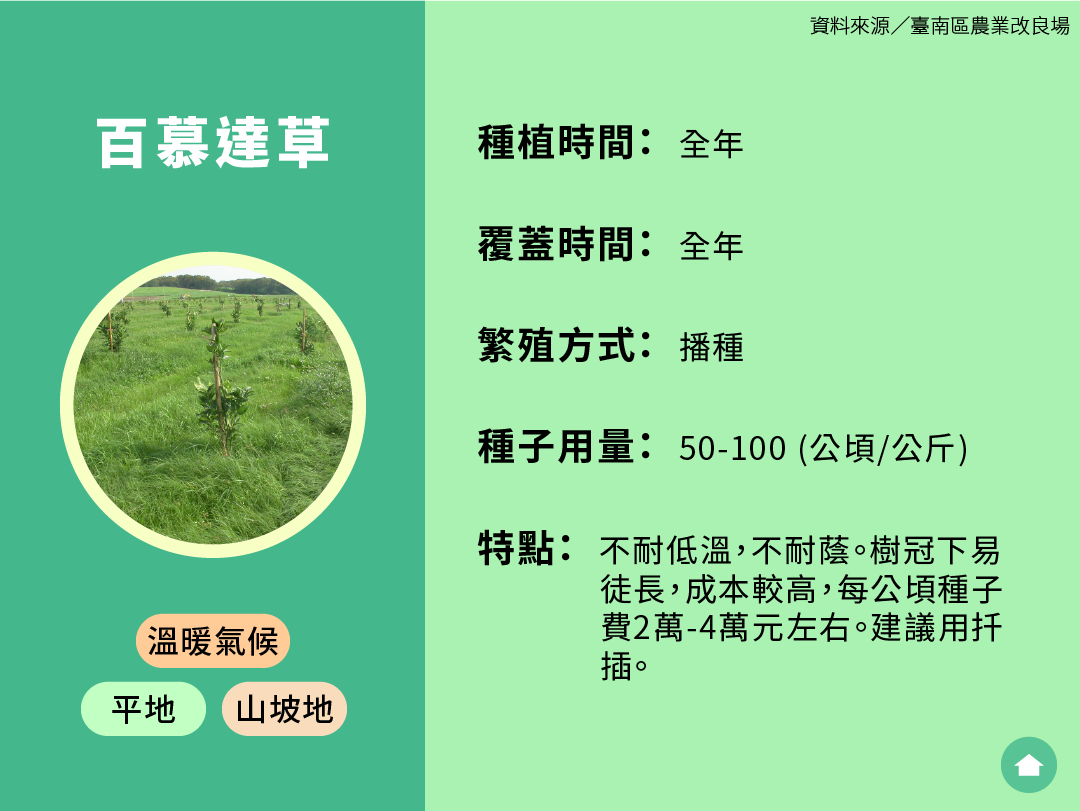 資料來源／臺南區農業改良場
百慕達草
溫暖氣候
平地
山坡地
種植時間： 全年
覆蓋時間： 全年
繁殖方式： 播種
種子用量： 50-100 (公頃/公斤)
特點： 不耐低溫，不耐蔭。樹冠下易
徒長，成本較高，每公頃種子
費2萬-4萬元左右。建議用扦
插。